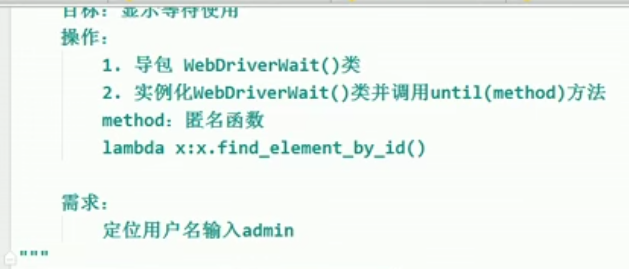 目标: 显示等待使用
操作:
1. 导包 WebDriverWait()类
2. 实例化WebDriverWait()类并调用until(method)方法
method: 匿名函数
lambda x:x.find_element_by_id()
需求:
定位用户名输入admin
"""